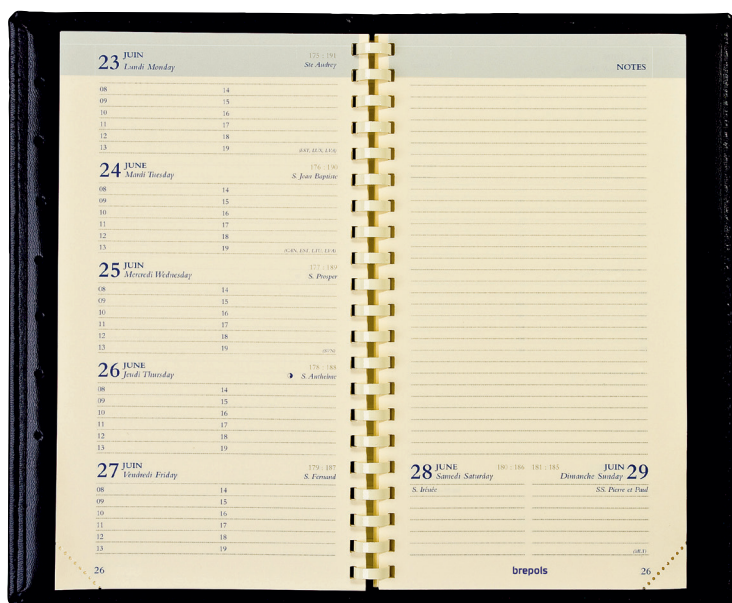 23 JUIN 175 : 191
Lundi Monday Ste Audrey
08 14
09 15
10 16
11 17
12 18
13 19 (EST, LUX, LVA)
24 JUNE 176 : 190
Mardi Tuesday S. Jean Baptiste
08 14
09 15
10 16
11 17
12 18
13 19
25 JUIN 177 : 189
Mercredi Wednesday S. Prosper
08 14
09 15
10 16
11 17
12 18
13 19
26 JUNE 178 : 188
Jeudi Thursday S. Anthelme
08 14
09 15
10 16
11 17
12 18
13 19
27 JUIN 179 : 187
Vendredi Friday S. Fernand
08 14
09 15
10 16
11 17
12 18
13 19
26
NOTES
28 JUNE 180 : 186
Samedi Saturday
S. Irénée
181 : 185 JUIN 29
Dimanche Sunday
SS. Pierre et Paul
brepols 26